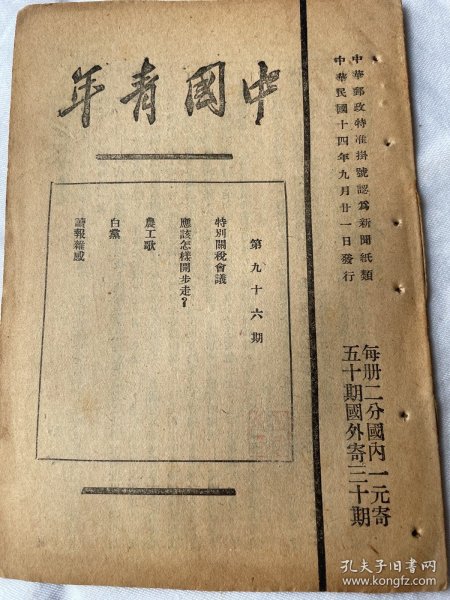 中華郵政特准掛號認爲新聞紙類
中華民國十四年九月廿一日發行
每册二分國內一元寄
五十期國外寄三十期
中國青年
第九十六期
特別關稅會議
應該怎樣開步走?
農工歌
白黨
讀報雜感
孔夫子旧书网
www.kongfz.com